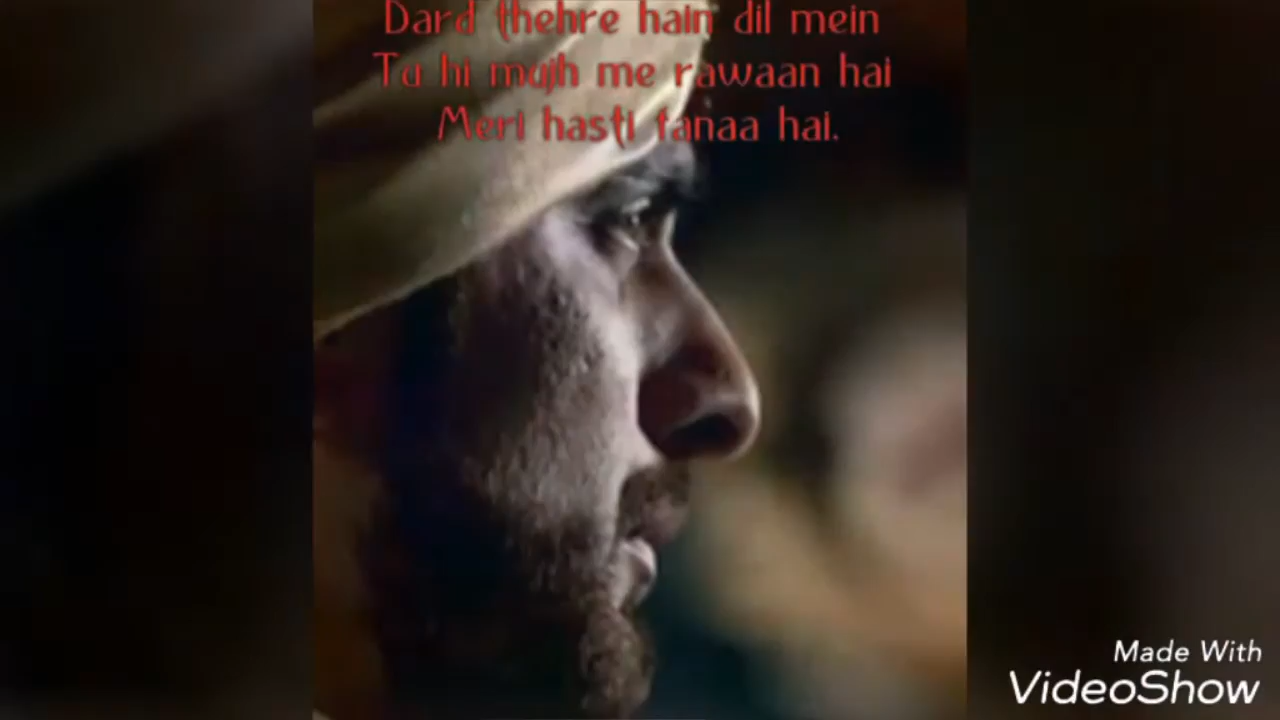 Dard thehre hain dil mein
Tu hi mujh me rawaan hai
Meri hasti fanaa hai.
Made With
VideoShow